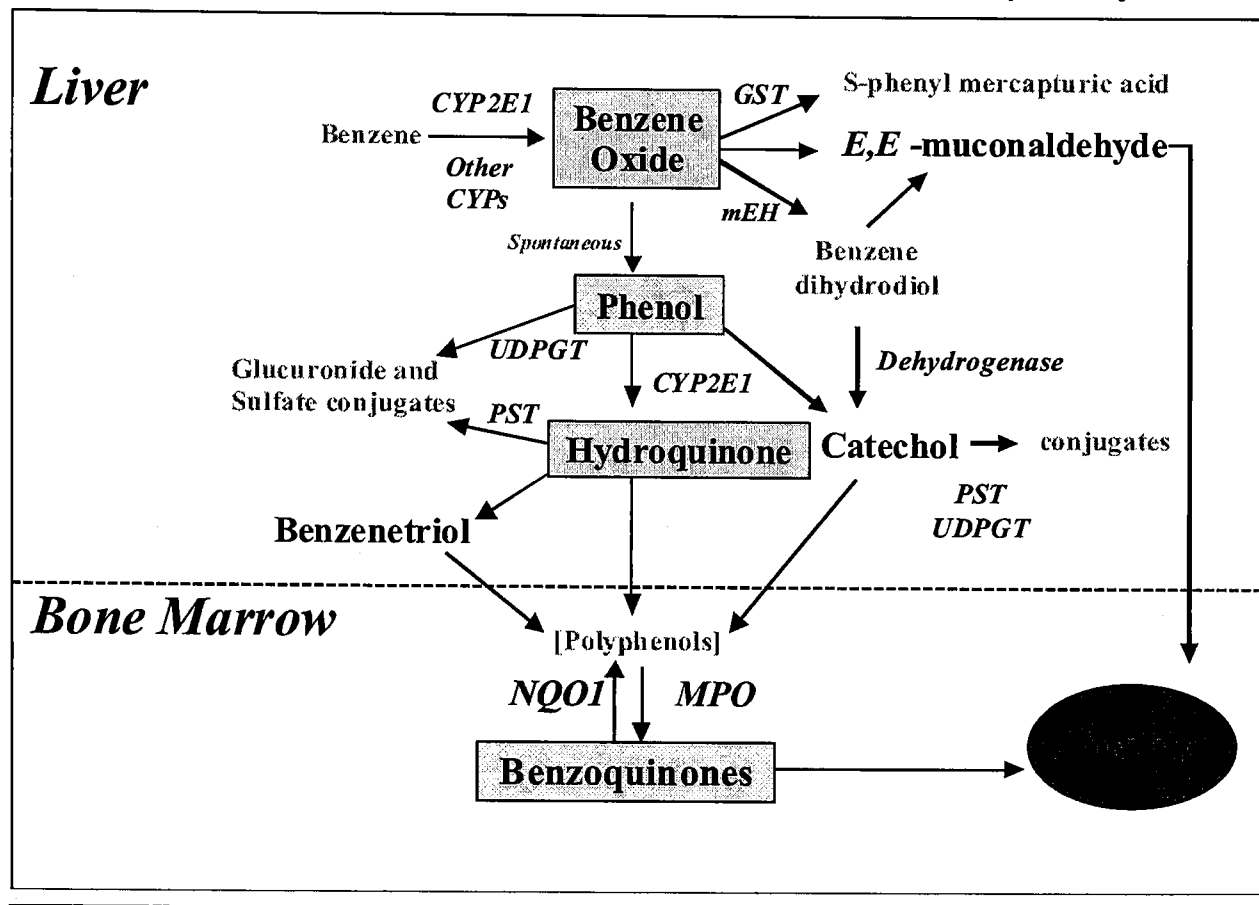 Liver
CYP2E1
Benzene
Other
CYPs
Benzene
Oxide
GST
S-phenyl mercapturic acid
E,E -muconaldehyde
mEH
Benzene
dihydrodiol
Spontaneous
Phenol
UDPGT
Glucuronide and
Sulfate conjugates
PST
CYP2E1
Dehydrogenase
Hydroquinone
Catechol
conjugates
PST
UDPGT
Benzenetriol
Bone Marrow
[Polyphenols]
NQO1
MPO
Benzoquinones